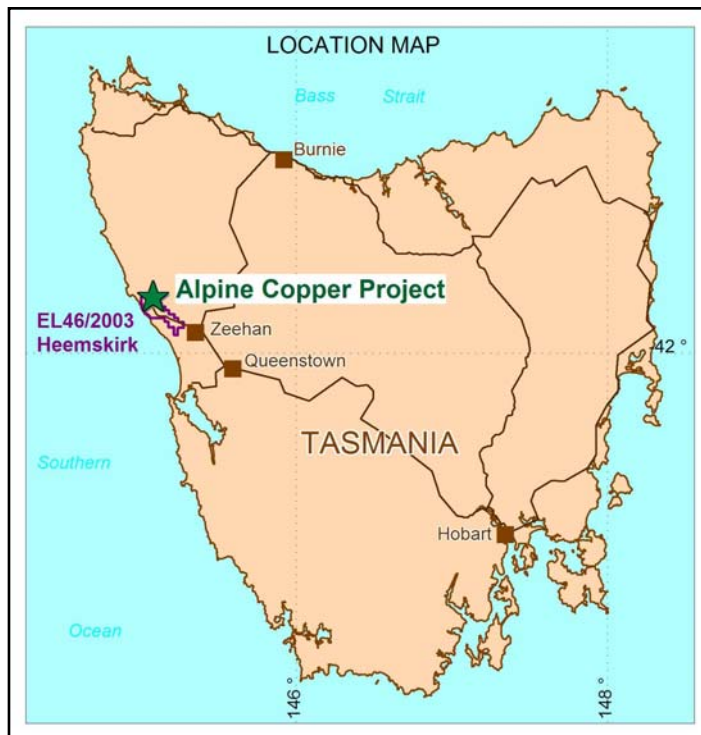 LOCATION MAP
Bass Strait
Burnie
Alpine Copper Project
EL46/2003
Heemskirk
Zeehan
42 °
Queenstown
TASMANIA
Southern
Hobart
Ocean
146 °
148 °